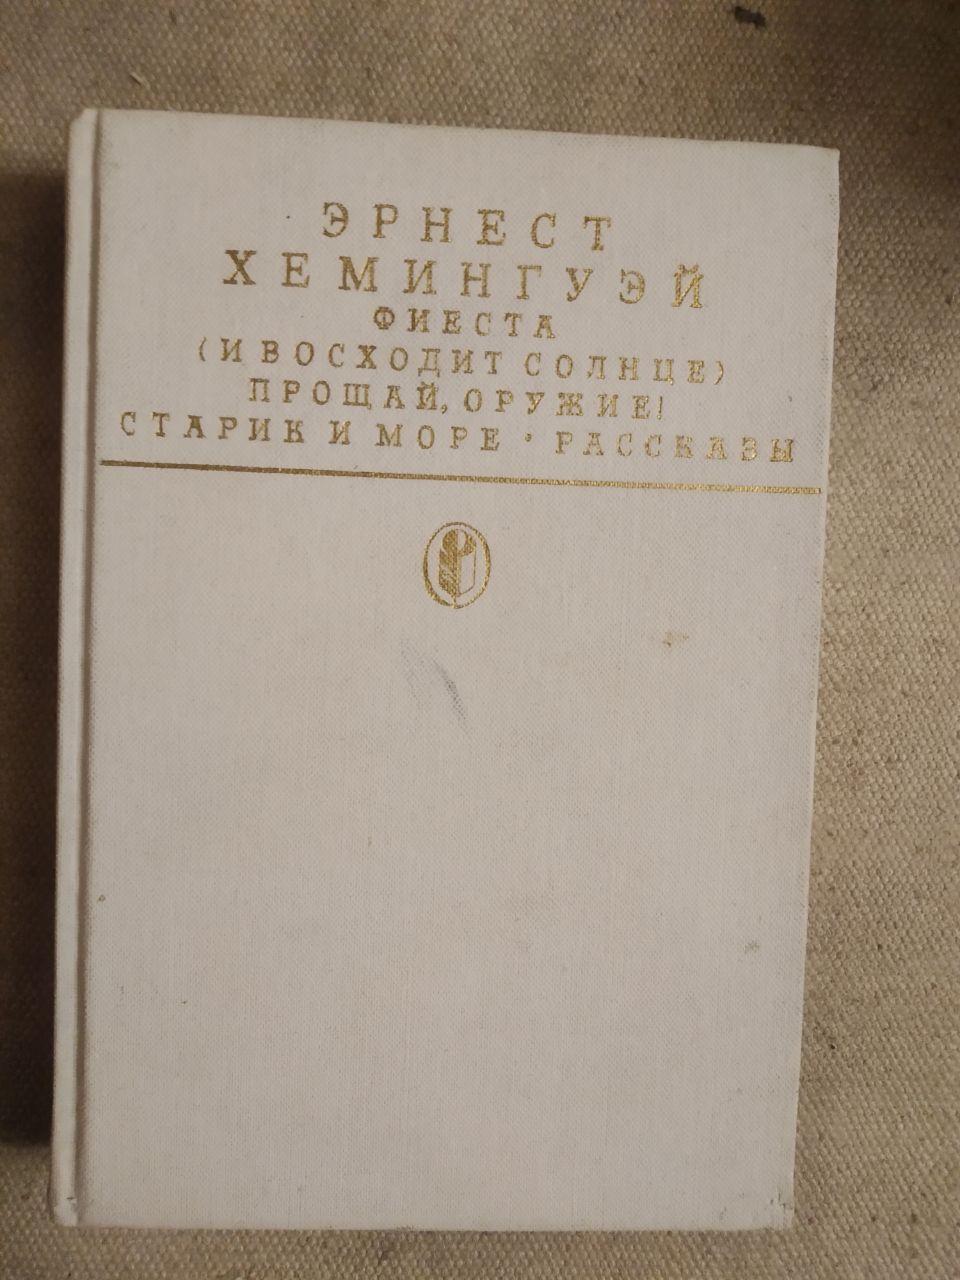 ЭРНЕСТ
ХЕМИНГУЭЙ
ФИЕСТА
(И ВОСХОДИТ СОЛНЦЕ)
ПРОЩАЙ, ОРУЖИЕ!
СТАРИК И МОРЕ · РАССКАЗЫ